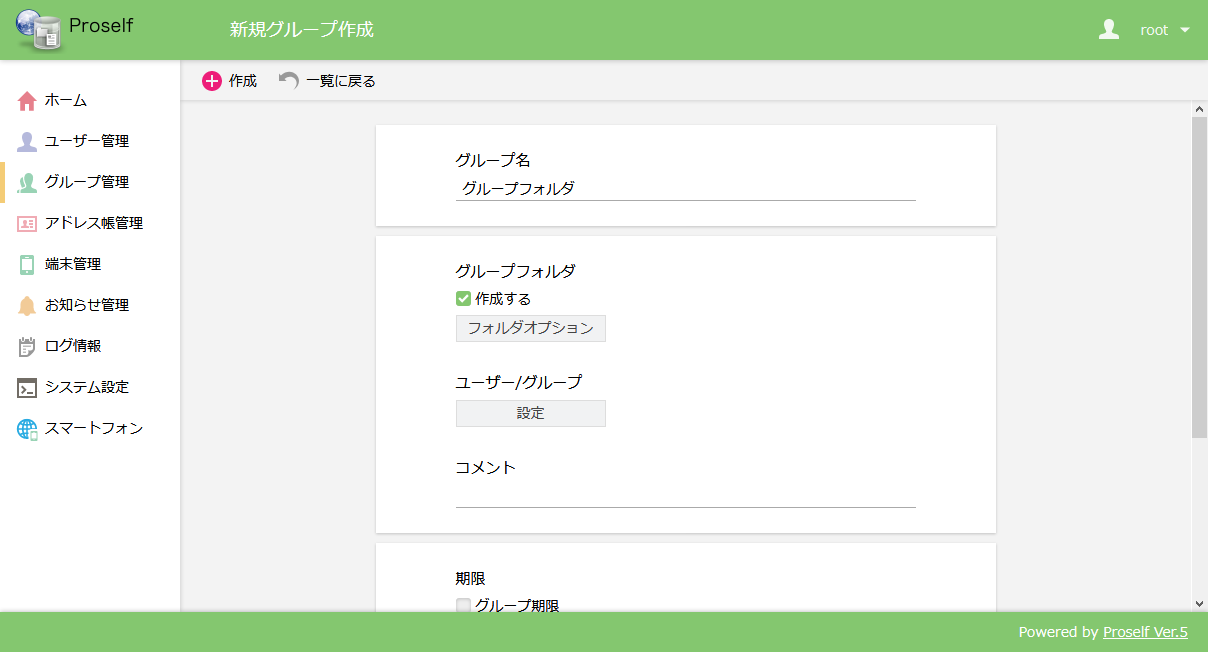 Proself
新規グループ作成
root
作成
一覧に戻る
ホーム
ユーザー管理
グループ管理
アドレス帳管理
端末管理
お知らせ管理
ログ情報
システム設定
スマートフォン
グループ名
グループフォルダ
グループフォルダ
作成する
フォルダオプション
ユーザー/グループ
設定
コメント
期限
グループ期限
Powered by Proself Ver.5